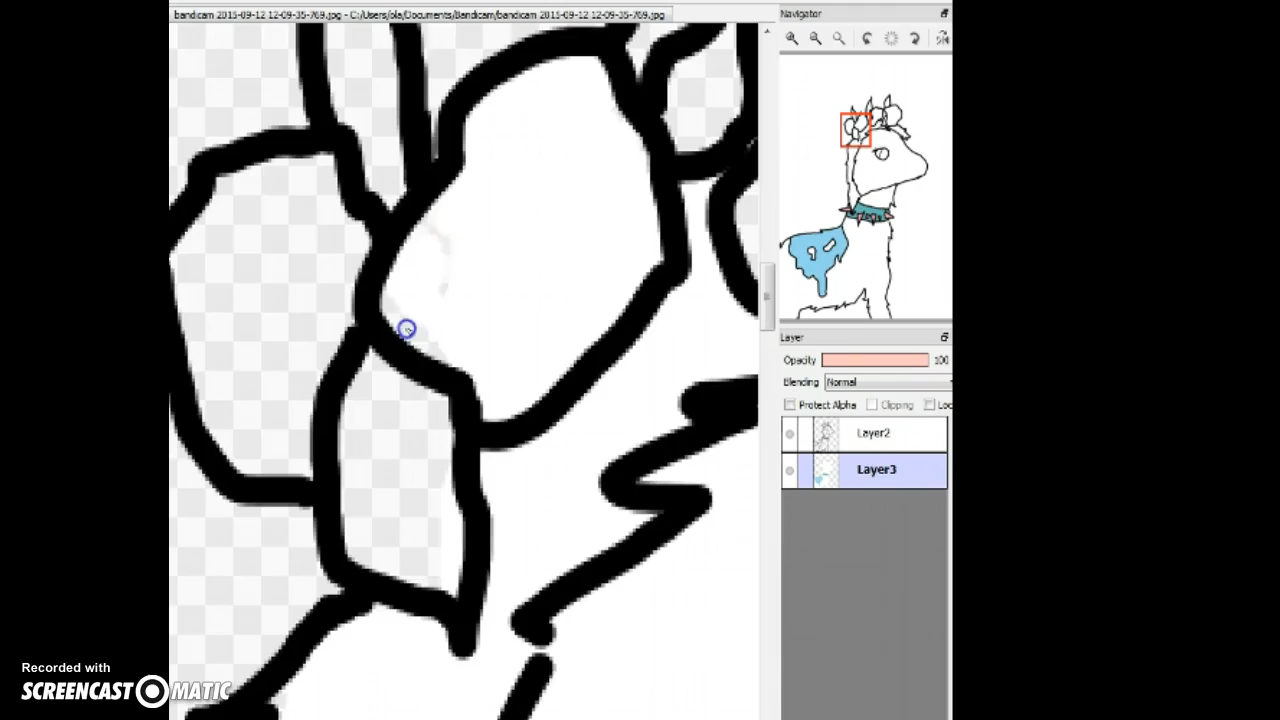 bandicam 2015-09-12 12-09-35-769.jpg - C:/Users/ola/Documents/Bandicam/bandicam 2015-09-12 12-09-35-769.jpg
Navigator
Layer
Opacity 100
Blending Normal
Protect Alpha Clipping Loc
Layer2
Layer3
Recorded with
SCREENCAST MATIC